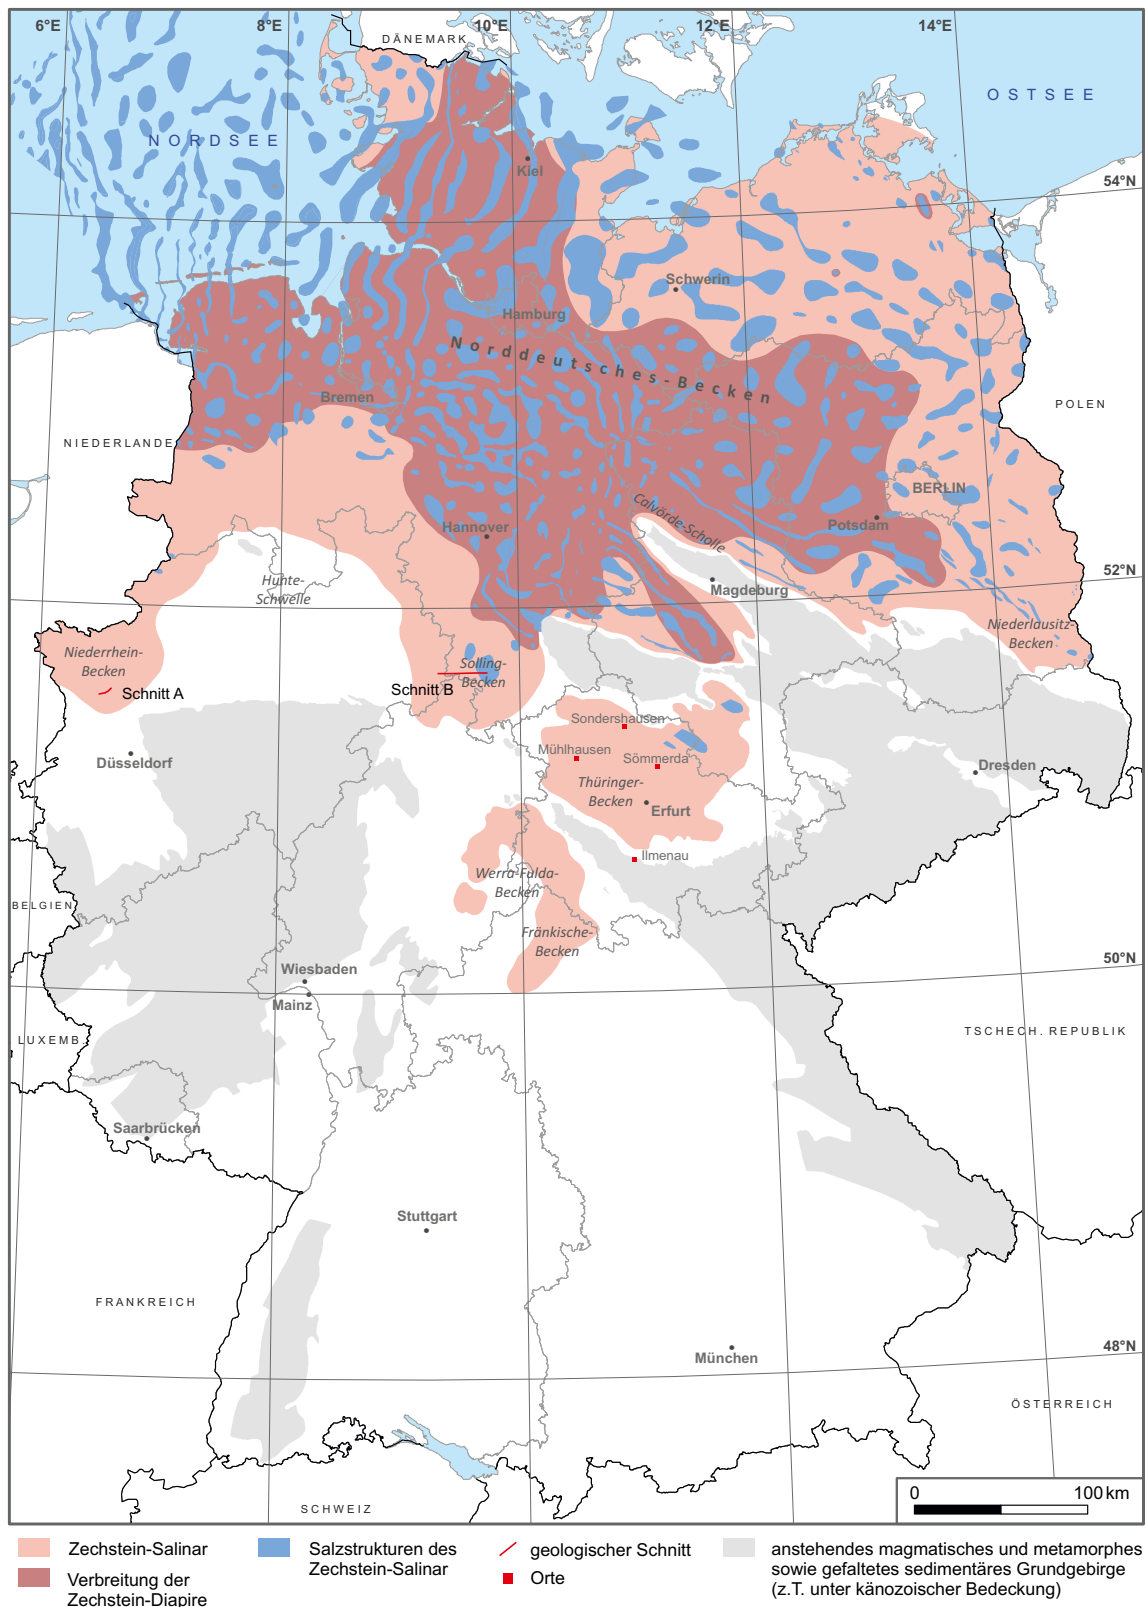 6°E
8°E
10°E
12°E
14°E
DÄNEMARK
OSTSEE
NORDSEE
Kiel
54°N
Schwerin
Hamburg
Norddeutsches-Becken
Bremen
POLEN
NIEDERLANDE
BERLIN
Calvörde-Scholle
Hannover
Potsdam
52°N
Hunte-
Schwelle
Magdeburg
Niederlausitz-
Becken
Niederrhein-
Becken
Solling-
Becken
Schnitt A
Schnitt B
Sondershausen
Mühlhausen
Sömmerda
Düsseldorf
Dresden
Thüringer-
Becken
Erfurt
Ilmenau
Werra-Fulda-
Becken
BELGIEN
Fränkische-
Becken
50°N
Wiesbaden
Mainz
LUXEMB.
TSCHECH. REPUBLIK
Saarbrücken
Stuttgart
FRANKREICH
48°N
München
ÖSTERREICH
SCHWEIZ
0 100 km
Zechstein-Salinar
Verbreitung der
Zechstein-Diapire
Salzstrukturen des
Zechstein-Salinar
geologischer Schnitt
Orte
anstehendes magmatisches und metamorphes
sowie gefaltetes sedimentäres Grundgebirge
(z.T. unter känozoischer Bedeckung)